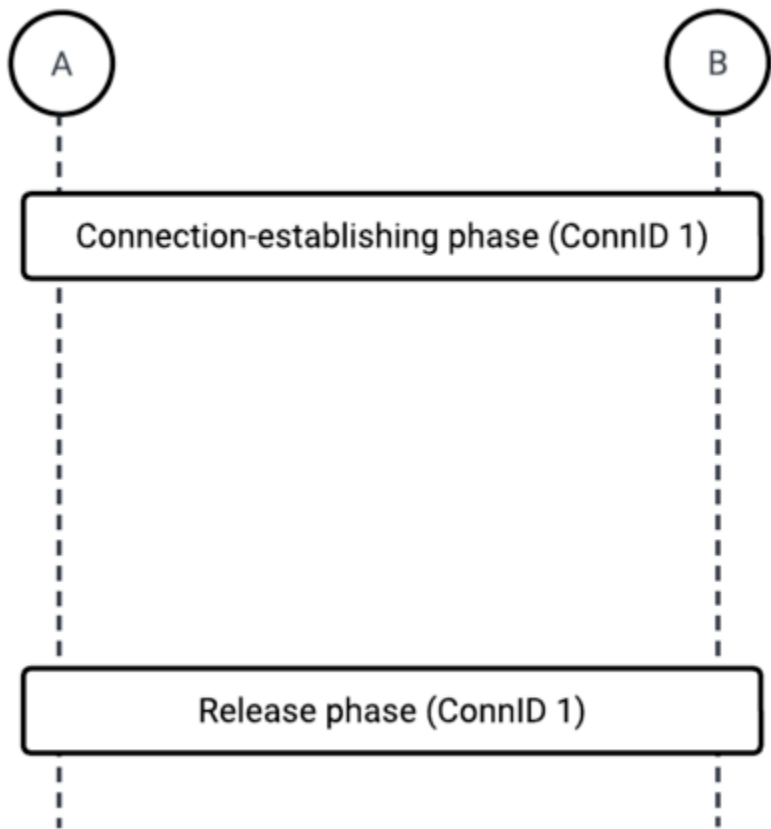 A
B
Connection-establishing phase (ConnID 1)
Release phase (ConnID 1)